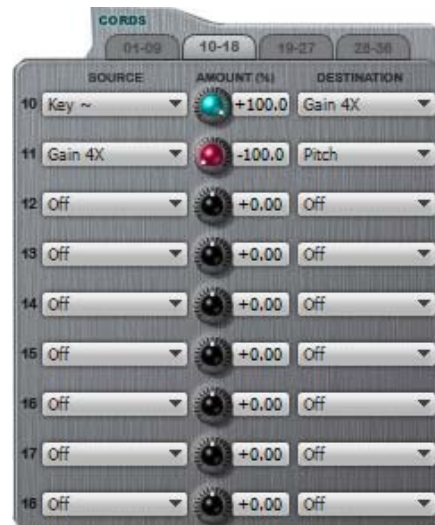 CORDS
01-09 10-18 19-27 28-36
SOURCE AMOUNT (%) DESTINATION
10 Key ~ +100.0 Gain 4X
11 Gain 4X -100.0 Pitch
12 Off +0.00 Off
13 Off +0.00 Off
14 Off +0.00 Off
15 Off +0.00 Off
16 Off +0.00 Off
17 Off +0.00 Off
18 Off +0.00 Off